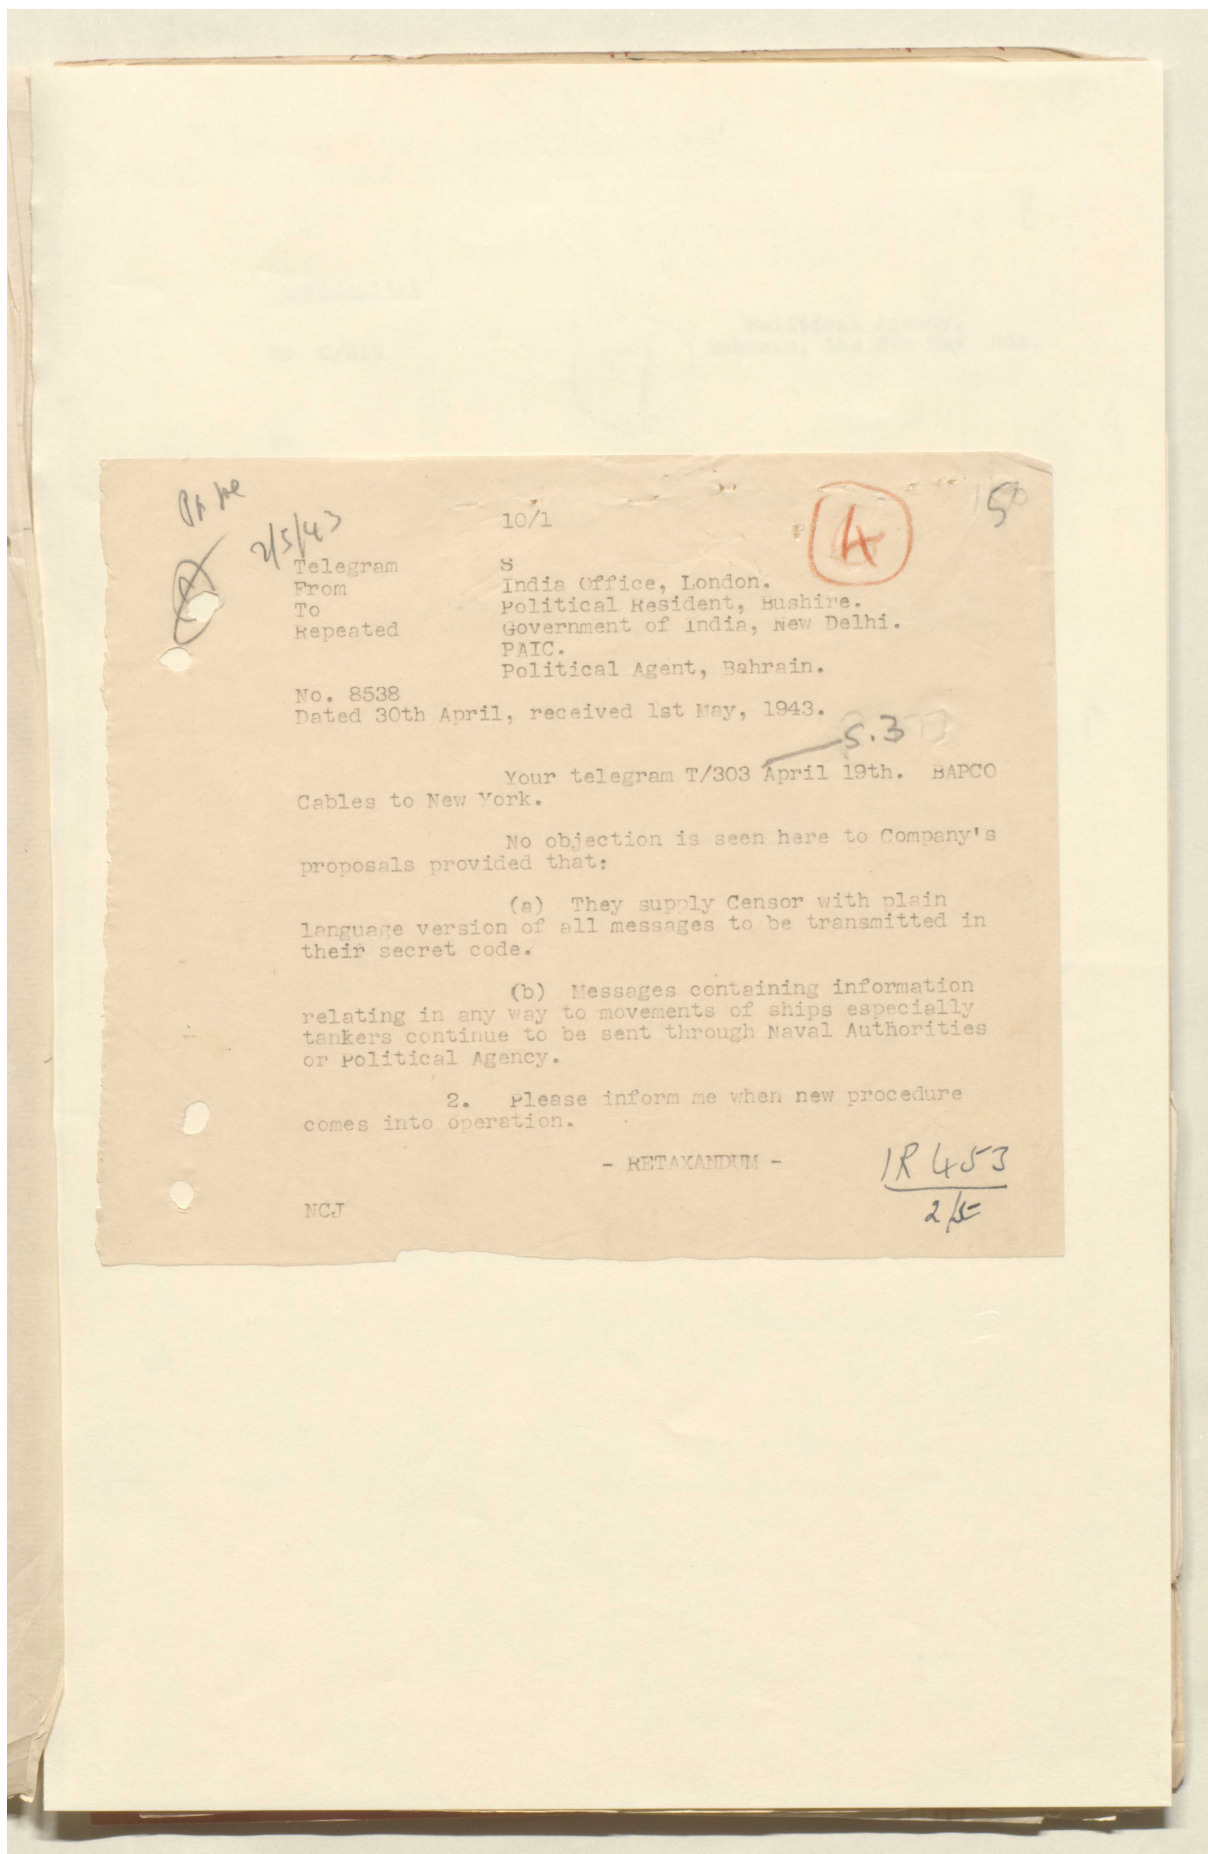 10/1
2/5/43
4
Telegram S
From India Office, London.
To Political Resident, Bushire.
Repeated Government of India, New Delhi.
PAIC.
Political Agent, Bahrain.
No. 8538
Dated 30th April, received 1st May, 1943.
S.3
Your telegram T/303 April 19th. BAPCO
Cables to New York.
No objection is seen here to Company's
proposals provided that:
(a) They supply Censor with plain
language version of all messages to be transmitted in
their secret code.
(b) Messages containing information
relating in any way to movements of ships especially
tankers continue to be sent through Naval Authorities
or Political Agency.
2. Please inform me when new procedure
comes into operation.
- RETAXANDUM -
IR 453
2/5
NCJ